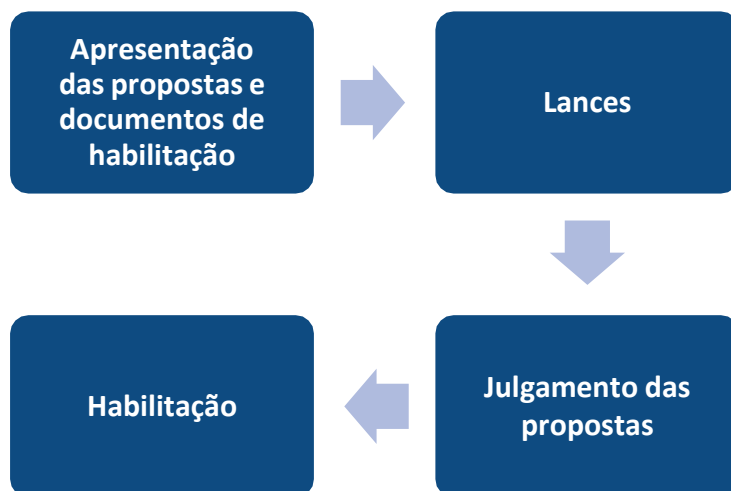 Apresentação
das propostas e
documentos de
habilitação
Lances
Julgamento das
propostas
Habilitação